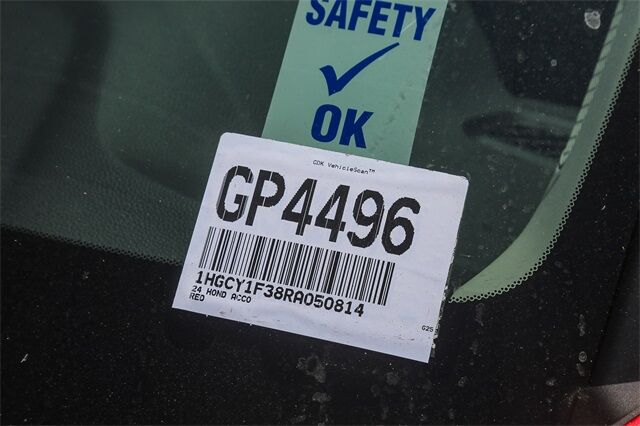 SAFETY
✓
OK
CDK VehicleScan™
GP4496
1HGCY1F38RA050814
24 HOND ACCO
RED
G25